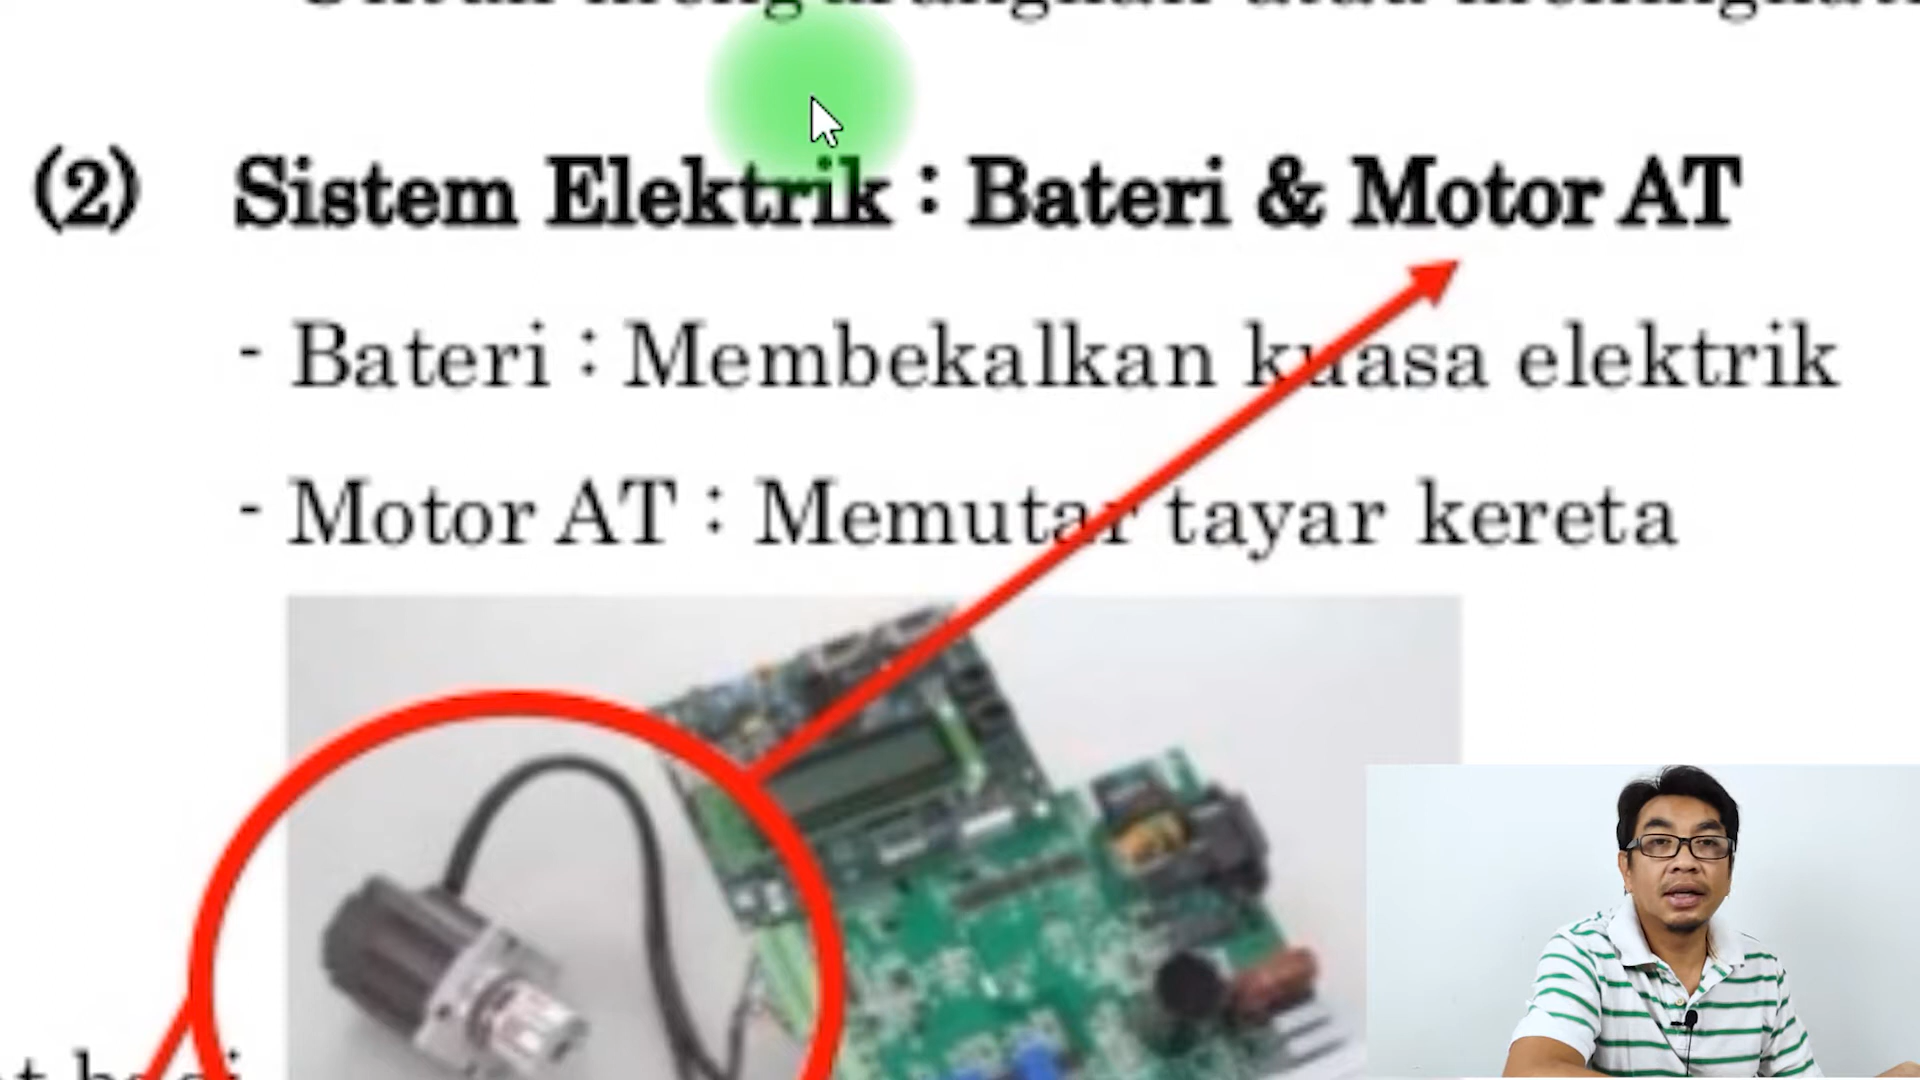 (2) Sistem Elektrik : Bateri & Motor AT
- Bateri : Membekalkan kuasa elektrik
- Motor AT : Memutar tayar kereta